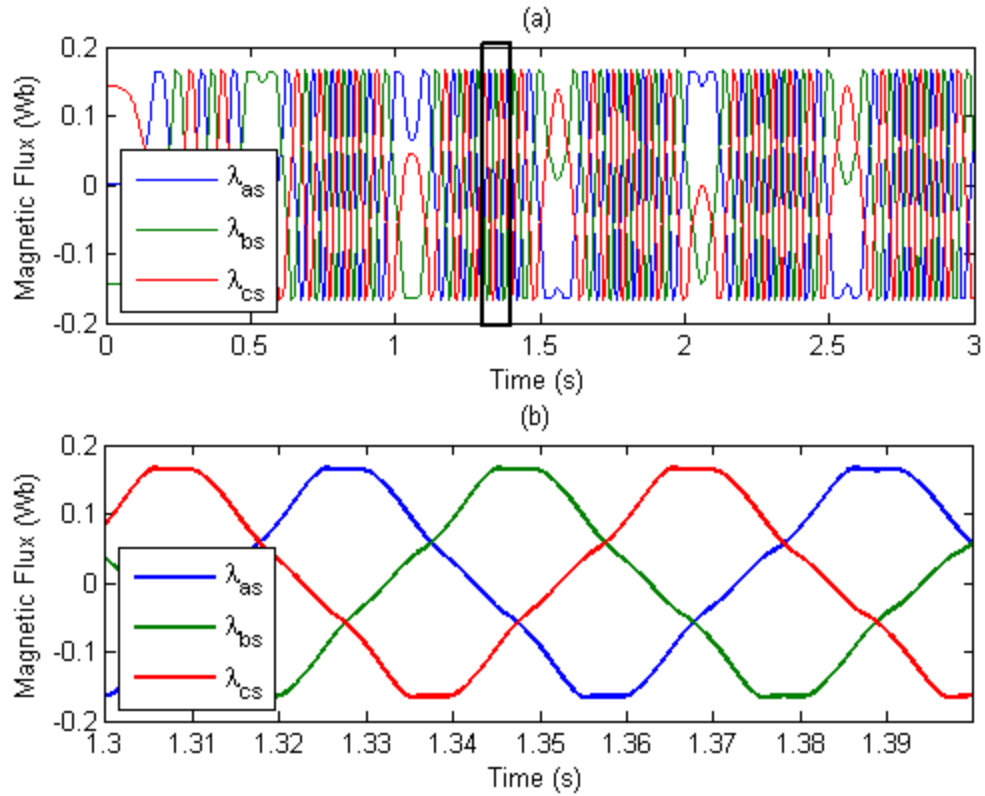 (a)
Magnetic Flux (Wb)
0.2
0.1
0
-0.1
-0.2
λas
λbs
λcs
0 0.5 1 1.5 2 2.5 3
Time (s)
(b)
Magnetic Flux (Wb)
0.2
0.1
0
-0.1
-0.2
λas
λbs
λcs
1.3 1.31 1.32 1.33 1.34 1.35 1.36 1.37 1.38 1.39
Time (s)